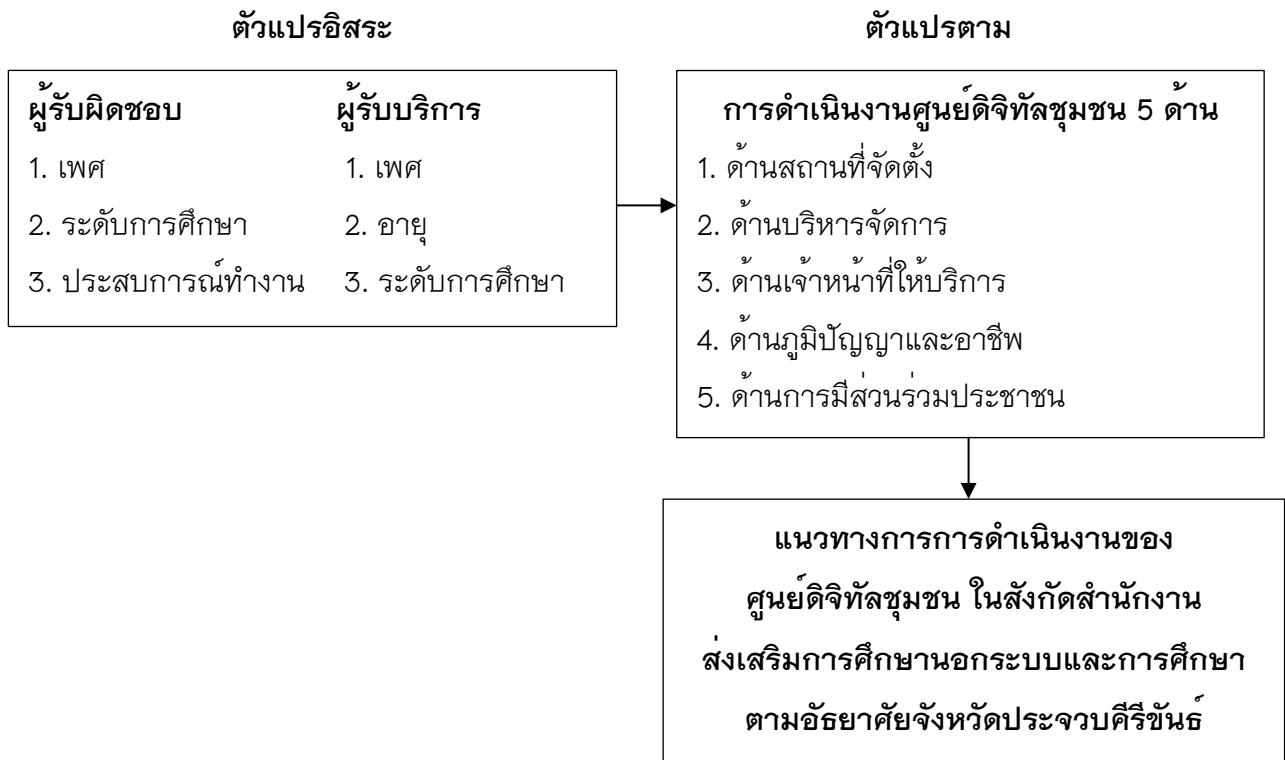 ตัวแปรอิสระ
ตัวแปรตาม
ผู้รับผิดชอบ
1. เพศ
2. ระดับการศึกษา
3. ประสบการณ์ทำงาน
ผู้รับบริการ
1. เพศ
2. อายุ
3. ระดับการศึกษา
การดำเนินงานศูนย์ดิจิทัลชุมชน 5 ด้าน
1. ด้านสถานที่จัดตั้ง
2. ด้านบริหารจัดการ
3. ด้านเจ้าหน้าที่ให้บริการ
4. ด้านภูมิปัญญาและอาชีพ
5. ด้านการมีส่วนร่วมประชาชน
แนวทางการการดำเนินงานของ
ศูนย์ดิจิทัลชุมชน ในสังกัดสำนักงาน
ส่งเสริมการศึกษานอกระบบและการศึกษา
ตามอัธยาศัยจังหวัดประจวบคีรีขันธ์